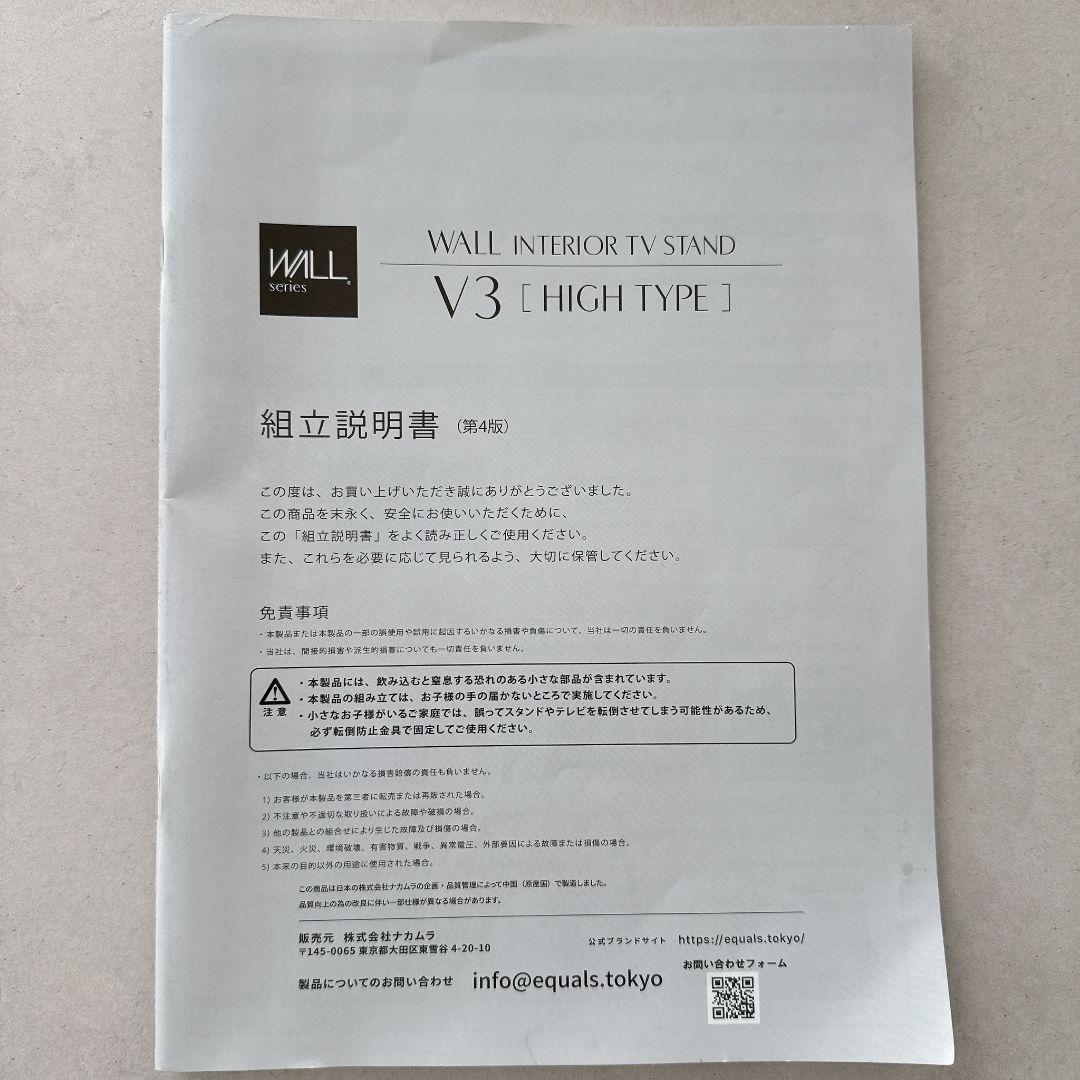 WALL
series
WALL INTERIOR TV STAND
V3 [ HIGH TYPE ]
組立説明書 (第4版)
この度は、お買い上げいただき誠にありがとうございました。
この商品を末永く、安全にお使いいただくために、
この「組立説明書」をよく読み正しくご使用ください。
また、これらを必要に応じて見られるよう、大切に保管してください。
免責事項
・本製品または本製品の一部の誤使用や誤用に起因するいかなる損害や負傷について、当社は一切の責任を負いません。
・当社は、間接的損害や派生的損害についても一切責任を負いません。
注意
・本製品には、飲み込むと窒息する恐れのある小さな部品が含まれています。
・本製品の組み立ては、お子様の手の届かないところで実施してください。
・小さなお子様がいるご家庭では、誤ってスタンドやテレビを転倒させてしまう可能性があるため、
必ず転倒防止金具で固定してご使用ください。
・以下の場合、当社はいかなる損害賠償の責任も負いません。
1) お客様が本製品を第三者に転売または再販された場合。
2) 不注意や不適切な取り扱いによる故障や破損の場合。
3) 他の製品との組合せにより生じた故障及び損傷の場合。
4) 天災、火災、環境破壊、有害物質、戦争、異常電圧、外部要因による故障または損傷の場合。
5) 本来の目的以外の用途に使用された場合。
この商品は日本の株式会社ナカムラの企画・品質管理によって中国（原産国）で製造しました。
品質向上の為の改良に伴い一部仕様が異なる場合があります。
販売元 株式会社ナカムラ
〒145-0065 東京都大田区東雪谷 4-20-10
公式ブランドサイト https://equals.tokyo/
製品についてのお問い合わせ info@equals.tokyo
お問い合わせフォーム